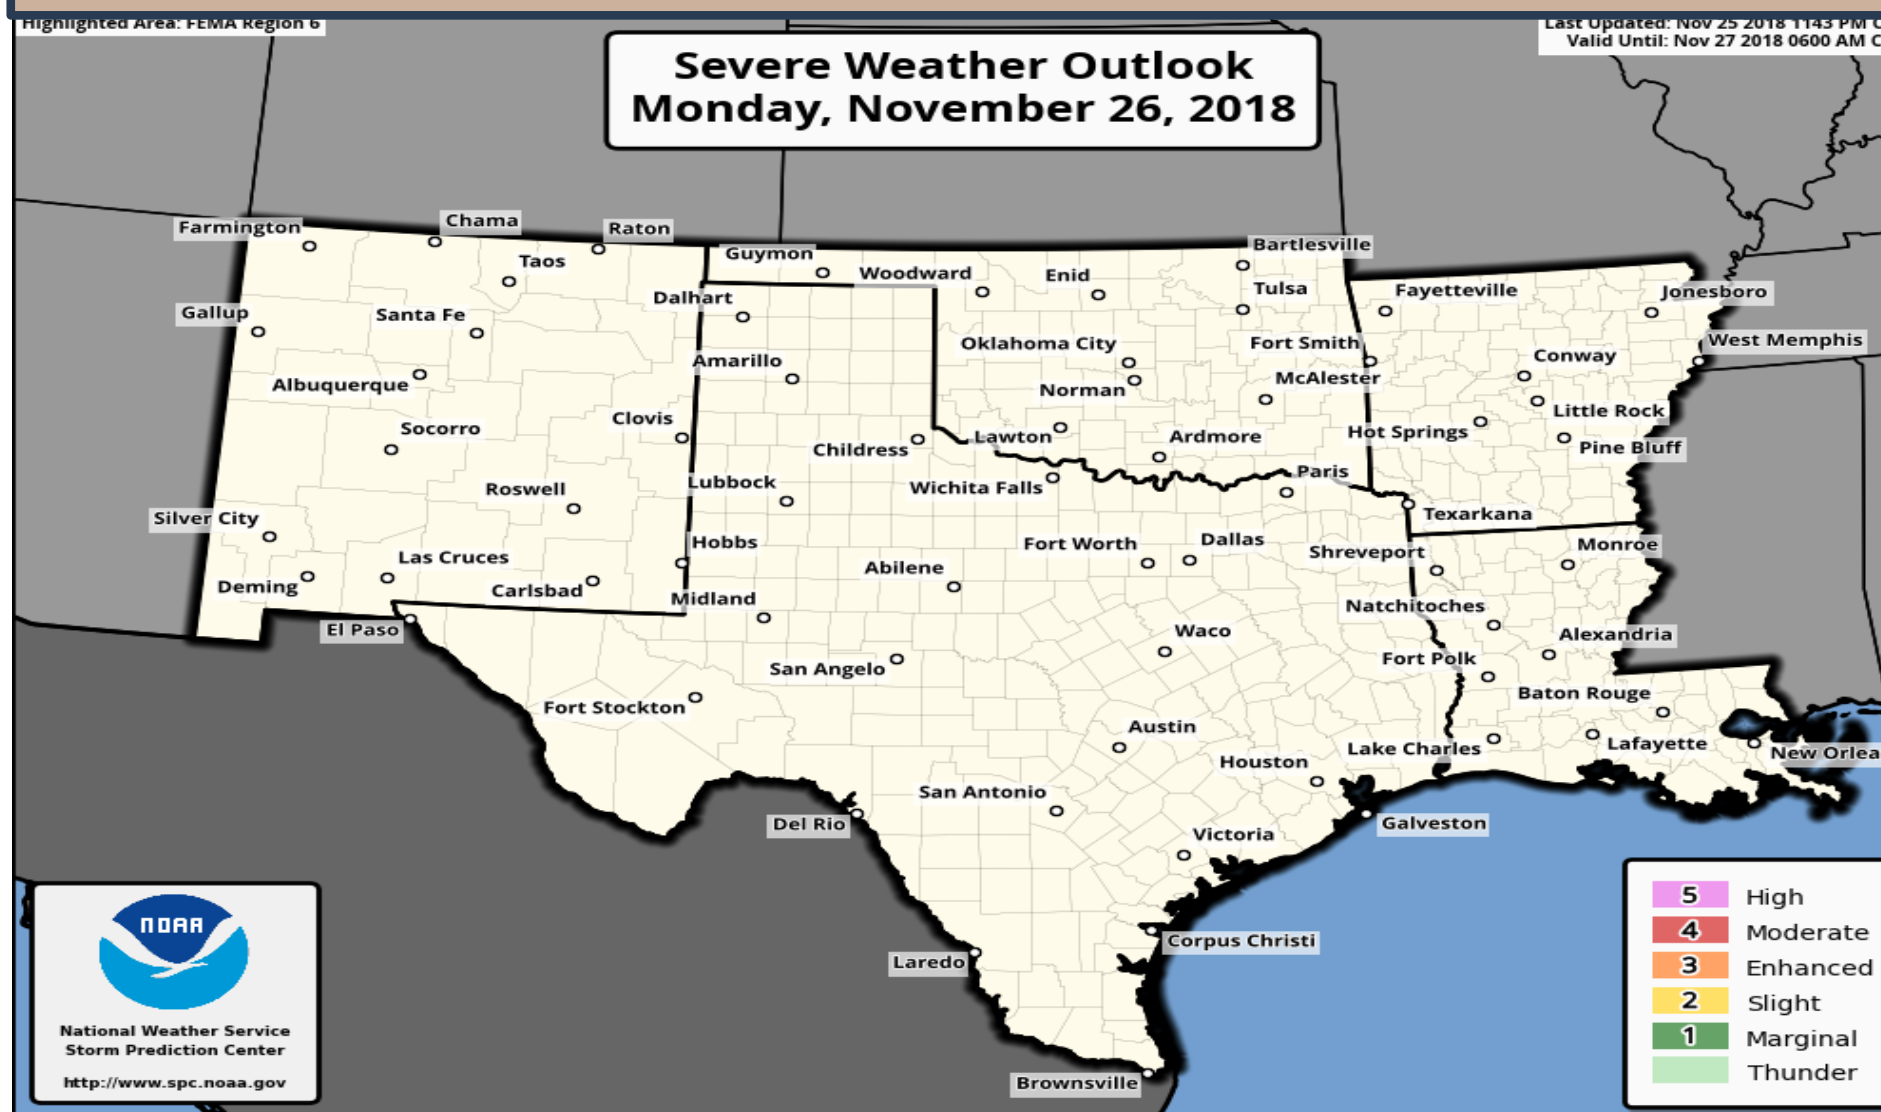 Highlighted Area: FEMA Region 6
Last Updated: Nov 25 2018 1143 PM C
Valid Until: Nov 27 2018 0600 AM C
Severe Weather Outlook
Monday, November 26, 2018
Farmington
Chama
Raton
Taos
Guymon
Woodward
Enid
Bartlesville
Tulsa
Fayetteville
Jonesboro
Gallup
Santa Fe
Dalhart
Oklahoma City
Fort Smith
Conway
West Memphis
Albuquerque
Amarillo
Norman
McAlester
Little Rock
Socorro
Clovis
Childress
Lawton
Ardmore
Hot Springs
Pine Bluff
Roswell
Lubbock
Wichita Falls
Paris
Silver City
Texarkana
Las Cruces
Hobbs
Fort Worth
Dallas
Shreveport
Monroe
Deming
Carlsbad
Midland
Abilene
Natchitoches
El Paso
Waco
Alexandria
San Angelo
Fort Polk
Fort Stockton
Baton Rouge
Austin
Lake Charles
Lafayette
New Orlea
Houston
San Antonio
Del Rio
Victoria
Galveston
Corpus Christi
Laredo
Brownsville
NOAA
National Weather Service
Storm Prediction Center
http://www.spc.noaa.gov
5 High
4 Moderate
3 Enhanced
2 Slight
1 Marginal
Thunder